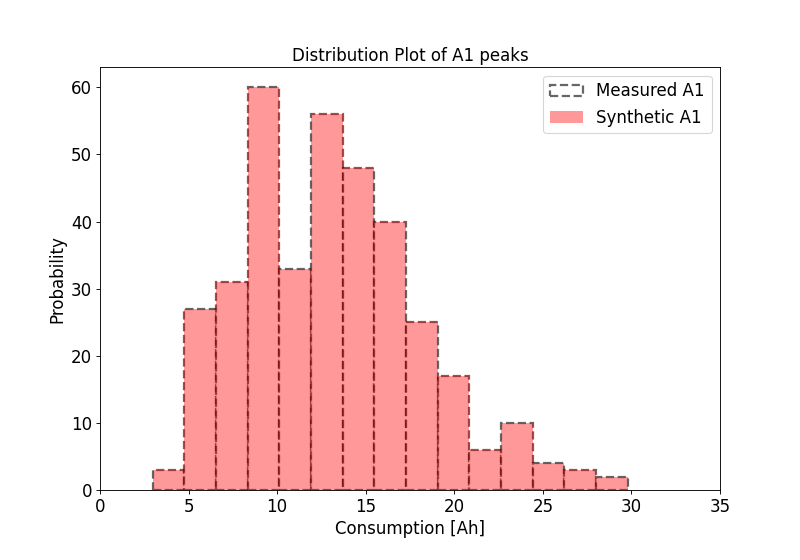 Distribution Plot of A1 peaks
Measured A1
Synthetic A1
Probability
60
50
40
30
20
10
0
0 5 10 15 20 25 30 35
Consumption [Ah]